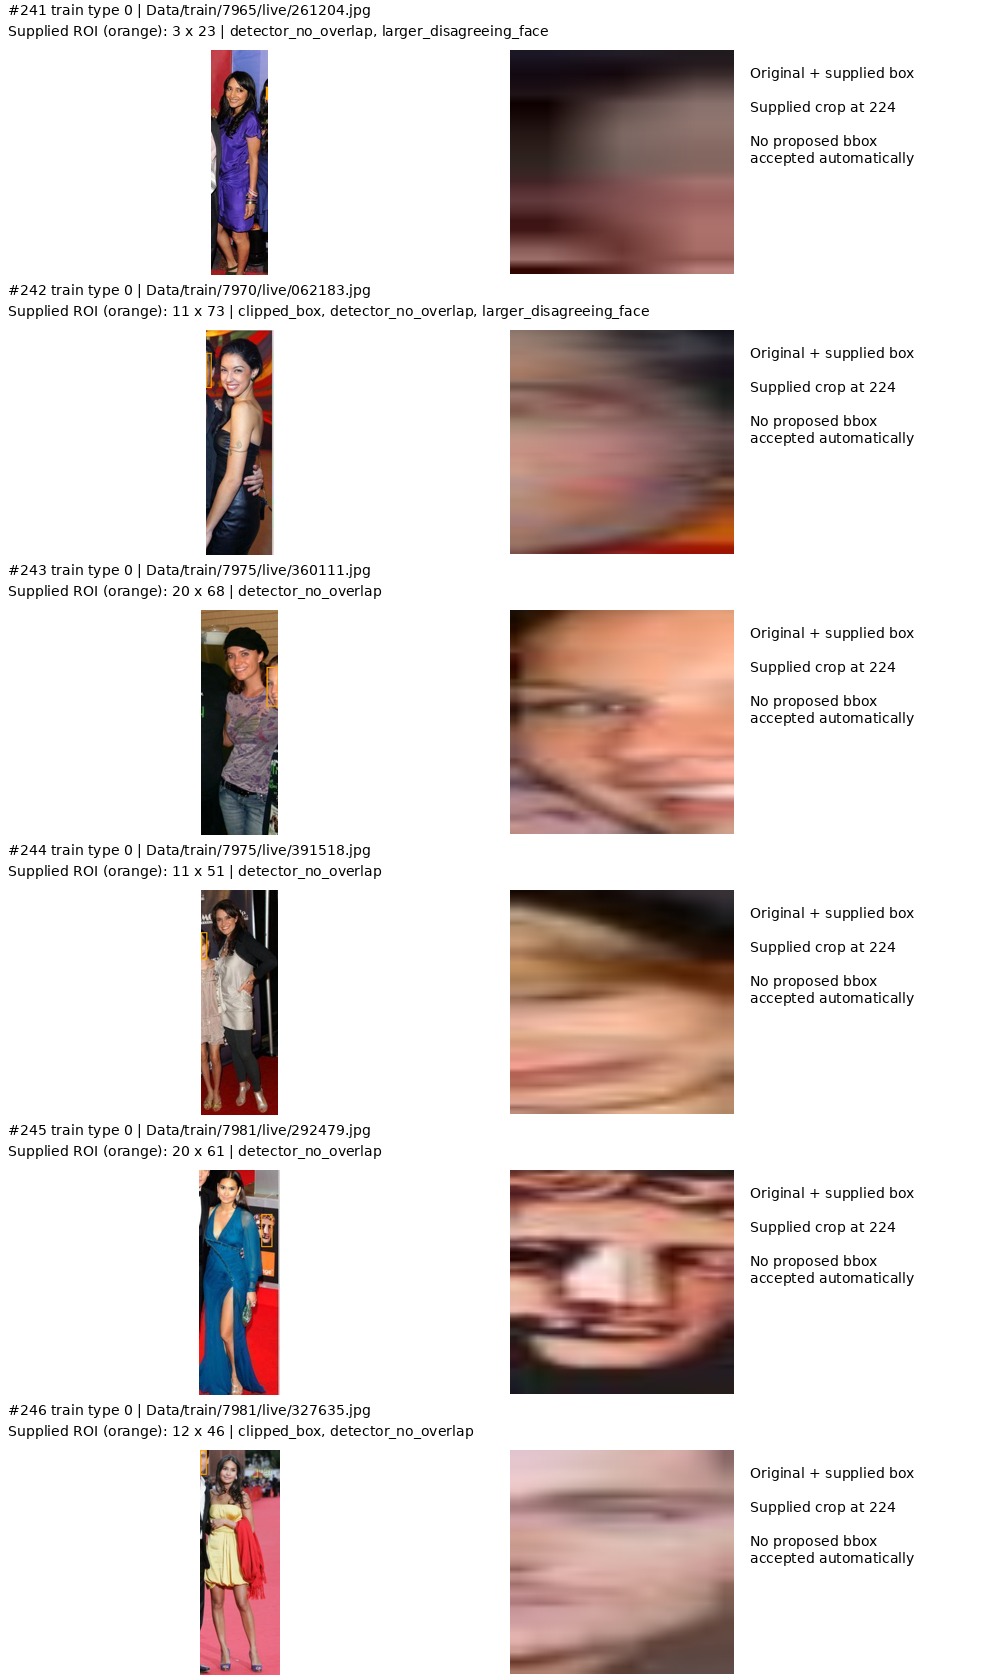 #241 train type 0 | Data/train/7965/live/261204.jpg
Supplied ROI (orange): 3 x 23 | detector_no_overlap, larger_disagreeing_face
Original + supplied box
Supplied crop at 224
No proposed bbox
accepted automatically
#242 train type 0 | Data/train/7970/live/062183.jpg
Supplied ROI (orange): 11 x 73 | clipped_box, detector_no_overlap, larger_disagreeing_face
Original + supplied box
Supplied crop at 224
No proposed bbox
accepted automatically
#243 train type 0 | Data/train/7975/live/360111.jpg
Supplied ROI (orange): 20 x 68 | detector_no_overlap
Original + supplied box
Supplied crop at 224
No proposed bbox
accepted automatically
#244 train type 0 | Data/train/7975/live/391518.jpg
Supplied ROI (orange): 11 x 51 | detector_no_overlap
Original + supplied box
Supplied crop at 224
No proposed bbox
accepted automatically
#245 train type 0 | Data/train/7981/live/292479.jpg
Supplied ROI (orange): 20 x 61 | detector_no_overlap
Original + supplied box
Supplied crop at 224
No proposed bbox
accepted automatically
#246 train type 0 | Data/train/7981/live/327635.jpg
Supplied ROI (orange): 12 x 46 | clipped_box, detector_no_overlap
Original + supplied box
Supplied crop at 224
No proposed bbox
accepted automatically